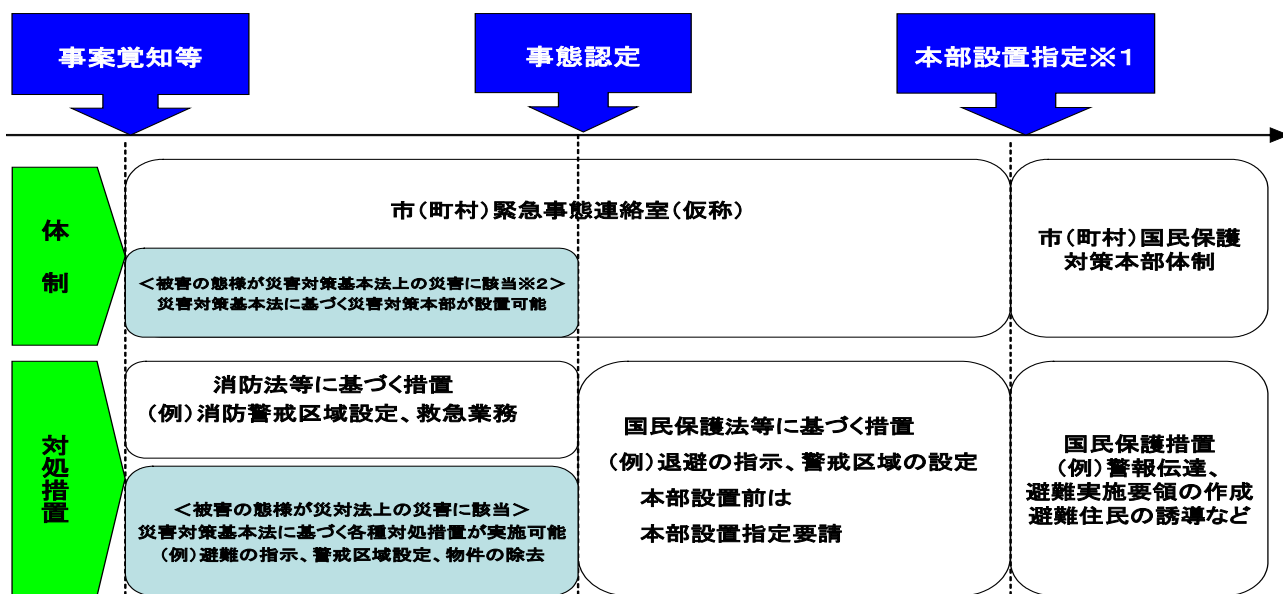 事案覚知等
事態認定
本部設置指定※1
体制
市(町村)緊急事態連絡室(仮称)
<被害の態様が災害対策基本法上の災害に該当※2>
災害対策基本法に基づく災害対策本部が設置可能
市(町村)国民保護
対策本部体制
対処措置
消防法等に基づく措置
(例)消防警戒区域設定、救急業務
<被害の態様が災対法上の災害に該当>
災害対策基本法に基づく各種対処措置が実施可能
(例)避難の指示、警戒区域設定、物件の除去
国民保護法等に基づく措置
(例)退避の指示、警戒区域の設定
本部設置前は
本部設置指定要請
国民保護措置
(例)警報伝達、
避難実施要領の作成
避難住民の誘導など